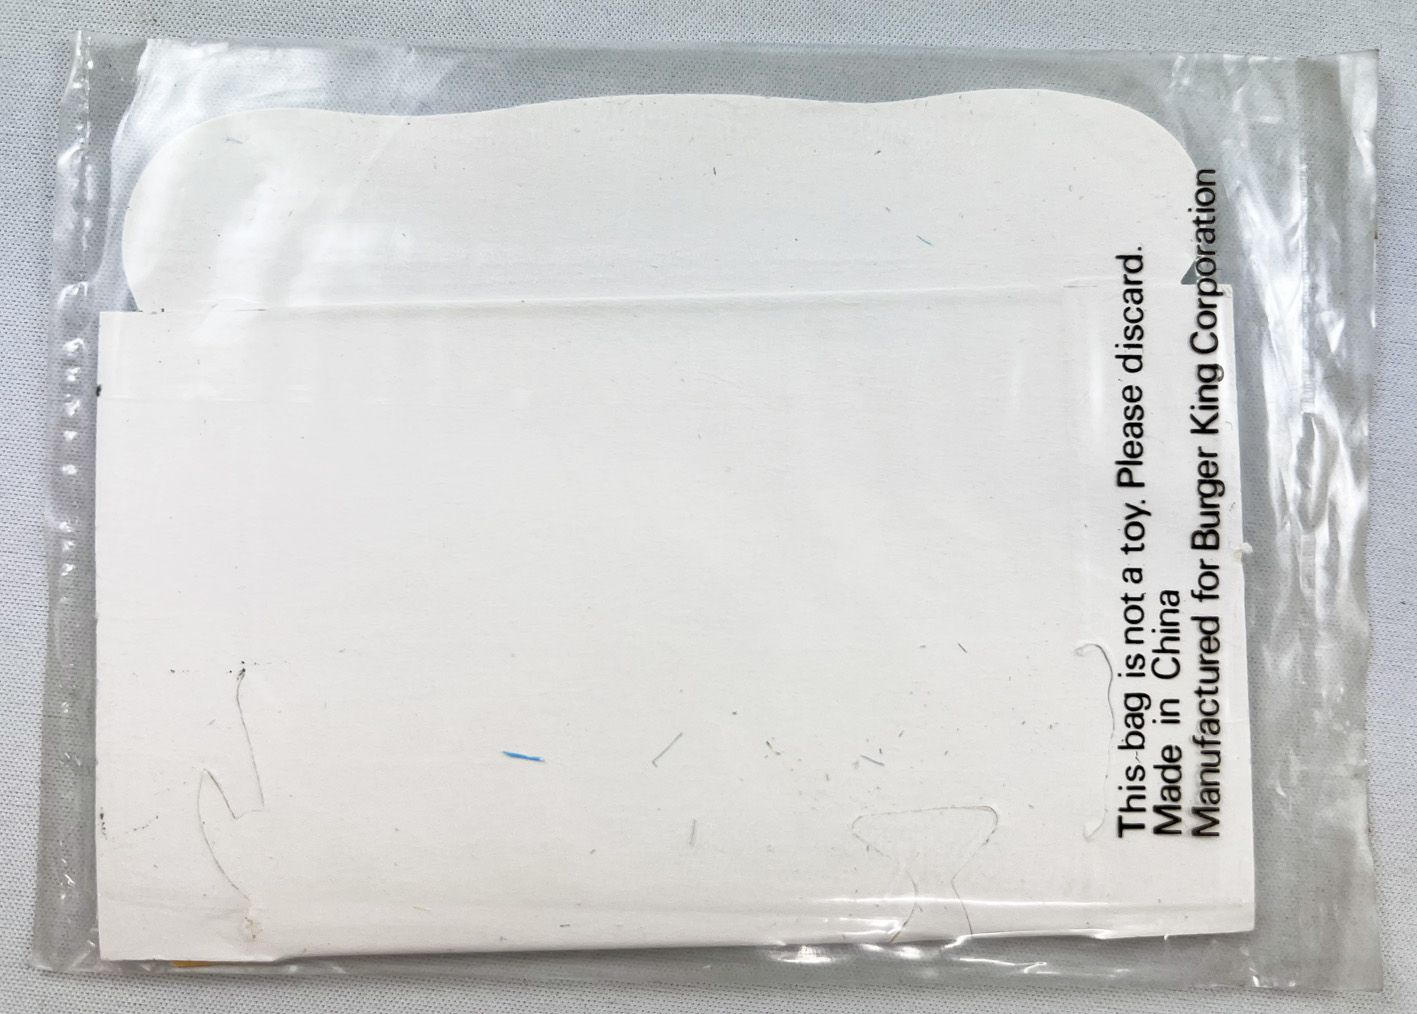 This bag is not a toy. Please discard.
Made in China
Manufactured for Burger King Corporation